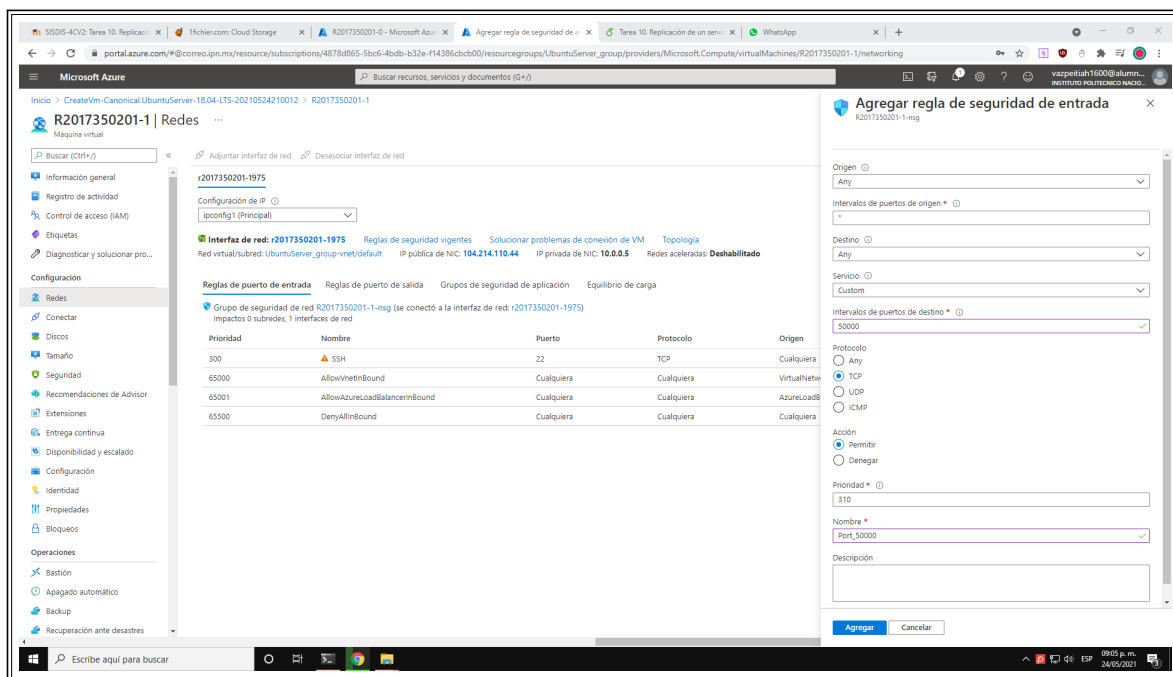 SISDIS-4CV2: Tarea 10. Replicació
1fichier.com: Cloud Storage
R2017350201-0 - Microsoft Azure
Agregar regla de seguridad de en
Tarea 10. Replicación de un servi
WhatsApp
portal.azure.com/#@correo.ipn.mx/resource/subscriptions/4878d865-5bc6-4bdb-b32e-f14386cbcb00/resourcegroups/UbuntuServer_group/providers/Microsoft.Compute/virtualMachines/R2017350201-1/networking
Microsoft Azure
Buscar recursos, servicios y documentos (G+/)
vazpeitiah1600@alumn...
INSTITUTO POLITECNICO NACIO...
Inicio > CreateVm-Canonical.UbuntuServer-18.04-LTS-20210524210012 > R2017350201-1
R2017350201-1 | Redes ...
Máquina virtual
Buscar (Ctrl+/)
Información general
Registro de actividad
Control de acceso (IAM)
Etiquetas
Diagnosticar y solucionar pro...
Configuración
Redes
Conectar
Discos
Tamaño
Seguridad
Recomendaciones de Advisor
Extensiones
Entrega continua
Disponibilidad y escalado
Configuración
Identidad
Propiedades
Bloqueos
Operaciones
Bastión
Apagado automático
Backup
Recuperación ante desastres
Adjuntar interfaz de red Desasociar interfaz de red
r2017350201-1975
Configuración de IP
ipconfig1 (Principal)
Interfaz de red: r2017350201-1975 Reglas de seguridad vigentes Solucionar problemas de conexión de VM Topología
Red virtual/subred: UbuntuServer_group-vnet/default IP pública de NIC: 104.214.110.44 IP privada de NIC: 10.0.0.5 Redes aceleradas: Deshabilitado
Reglas de puerto de entrada Reglas de puerto de salida Grupos de seguridad de aplicación Equilibrio de carga
Grupo de seguridad de red R2017350201-1-nsg (se conectó a la interfaz de red: r2017350201-1975)
Impactos 0 subredes, 1 interfaces de red
Prioridad Nombre Puerto Protocolo Origen
300 SSH 22 TCP Cualquiera
65000 AllowVnetInBound Cualquiera Cualquiera VirtualNetw
65001 AllowAzureLoadBalancerInBound Cualquiera Cualquiera AzureLoadB
65500 DenyAllInBound Cualquiera Cualquiera Cualquiera
Agregar regla de seguridad de entrada
R2017350201-1-nsg
Origen
Any
Intervalos de puertos de origen *
*
Destino
Any
Servicio
Custom
Intervalos de puertos de destino *
50000
Protocolo
Any
TCP
UDP
ICMP
Acción
Permitir
Denegar
Prioridad *
310
Nombre *
Port_50000
Descripción
Agregar
Cancelar
Escribe aquí para buscar
ESP
09:05 p. m.
24/05/2021